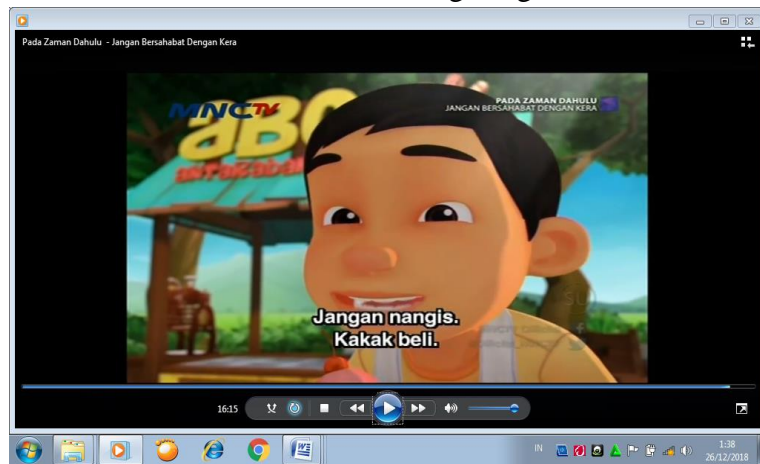 Pada Zaman Dahulu - Jangan Bersahabat Dengan Kera
MNCTV
PADA ZAMAN DAHULU
JANGAN BERSAHABAT DENGAN KERA
aBO
Jangan nangis.
Kakak beli.
16:15
IN
1:38
26/12/2018